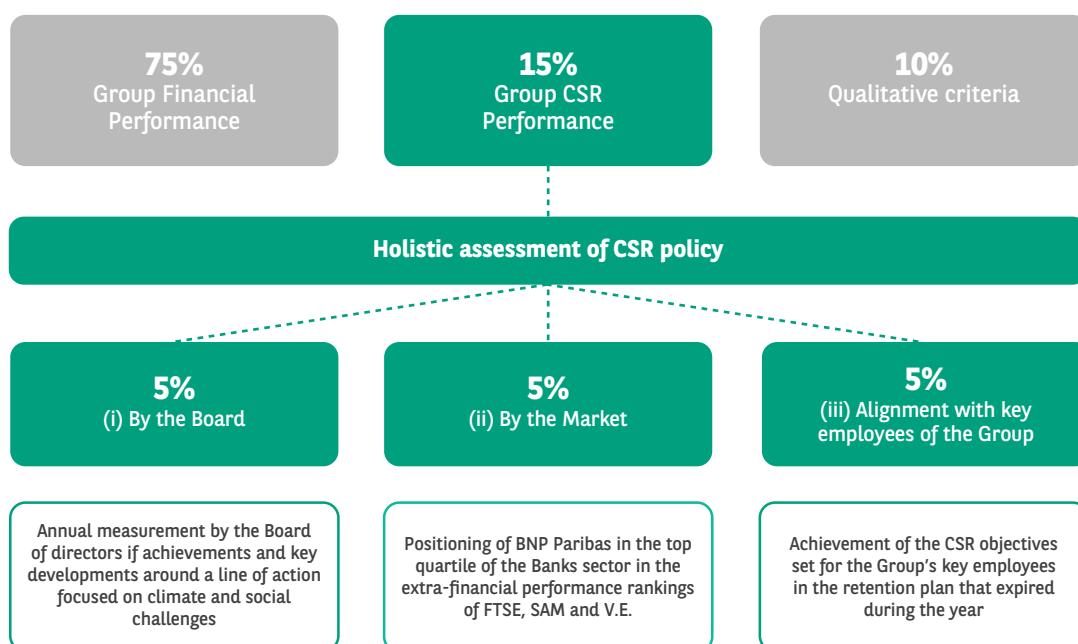 75%
Group Financial
Performance
15%
Group CSR
Performance
10%
Qualitative criteria
Holistic assessment of CSR policy
5%
(i) By the Board
5%
(ii) By the Market
5%
(iii) Alignment with key
employees of the Group
Annual measurement by the Board
of directors if achievements and key
developments around a line of action
focused on climate and social
challenges
Positioning of BNP Paribas in the top
quartile of the Banks sector in the
extra-financial performance rankings
of FTSE, SAM and V.E.
Achievement of the CSR objectives
set for the Group's key employees
in the retention plan that expired
during the year